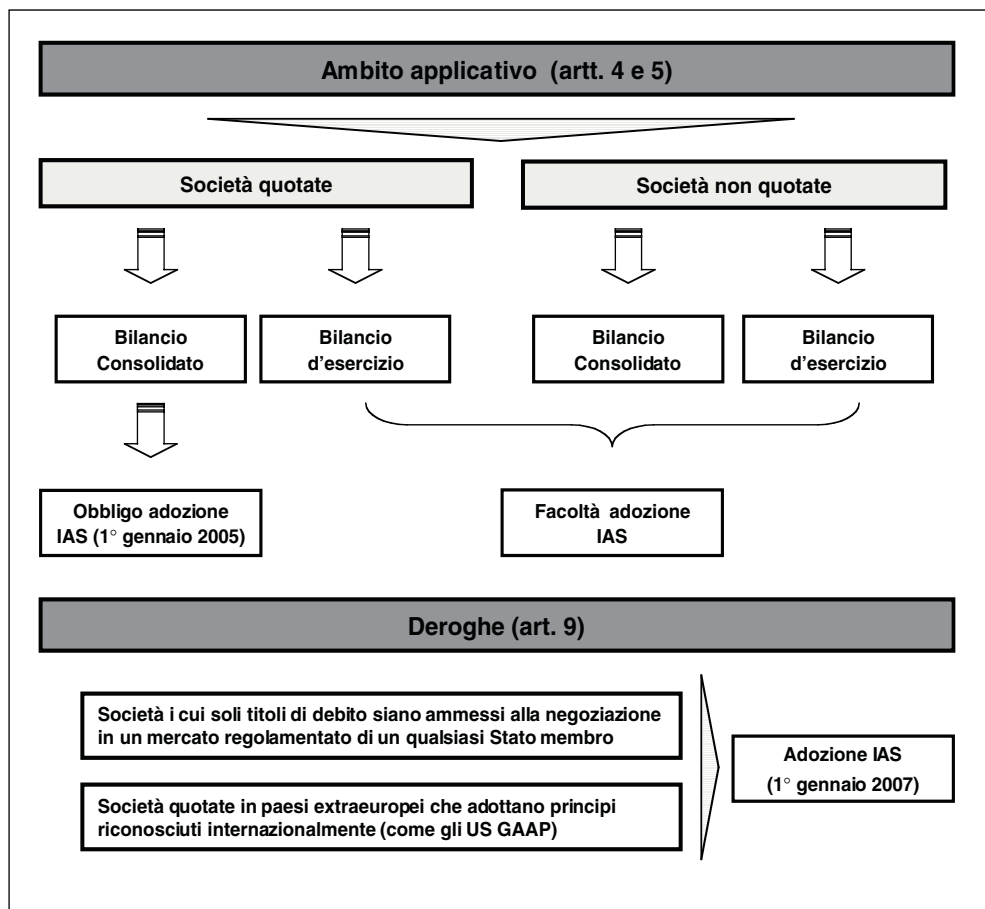 Ambito applicativo (artt. 4 e 5)
Società quotate
Società non quotate
Bilancio
Consolidato
Bilancio
d'esercizio
Bilancio
Consolidato
Bilancio
d'esercizio
Obbligo adozione
IAS (1° gennaio 2005)
Facoltà adozione
IAS
Deroghe (art. 9)
Società i cui soli titoli di debito siano ammessi alla negoziazione
in un mercato regolamentato di un qualsiasi Stato membro
Società quotate in paesi extraeuropei che adottano principi
riconosciuti internazionalmente (come gli US GAAP)
Adozione IAS
(1° gennaio 2007)